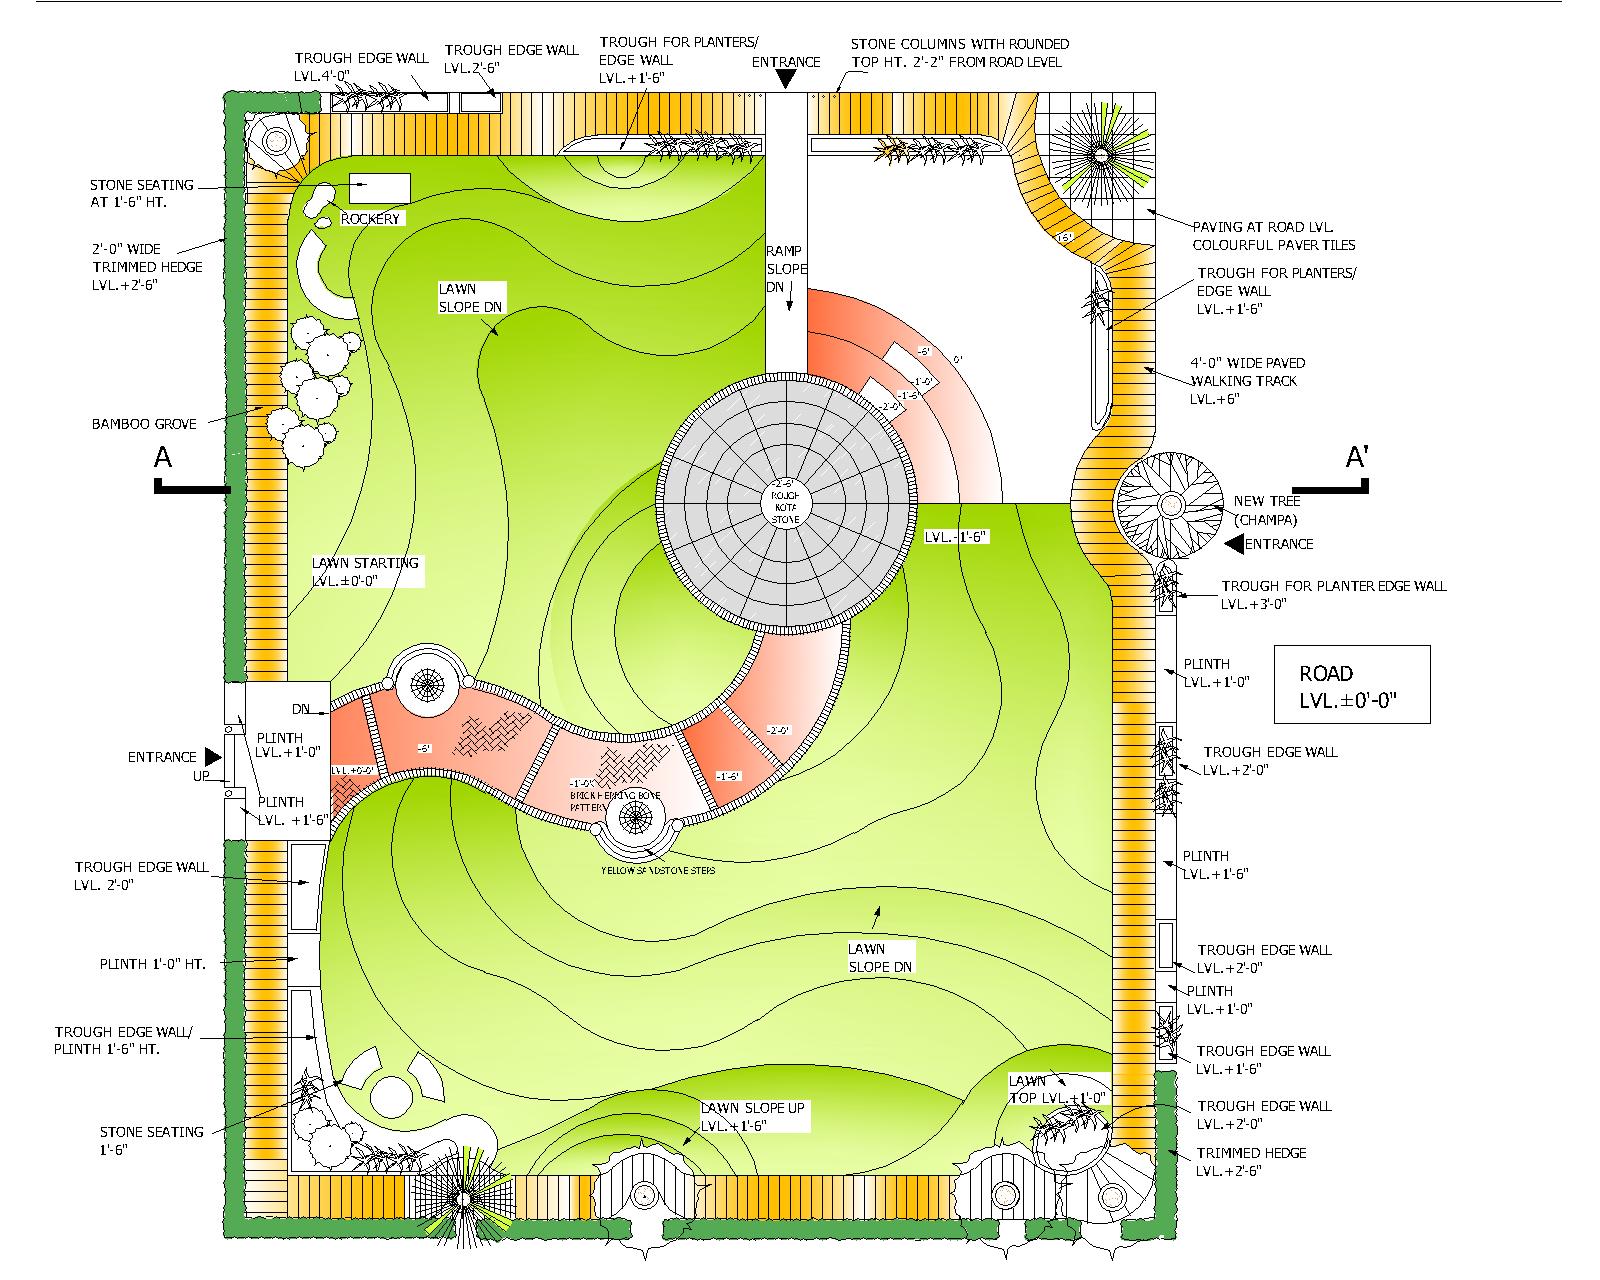 TROUGH EDGE WALL
LVL.4'-0"
TROUGH EDGE WALL
LVL.2'-6"
TROUGH FOR PLANTERS/
EDGE WALL
LVL.+1'-6"
ENTRANCE
STONE COLUMNS WITH ROUNDED
TOP HT. 2'-2" FROM ROAD LEVEL
STONE SEATING
AT 1'-6" HT.
ROCKERY
2'-0" WIDE
TRIMMED HEDGE
LVL.+2'-6"
LAWN
SLOPE DN
RAMP
SLOPE
DN
PAVING AT ROAD LVL.
COLOURFUL PAVER TILES
TROUGH FOR PLANTERS/
EDGE WALL
LVL.+1'-6"
-6'
0'
-1'-0"
-1'-6"
-2'-0"
4'-0" WIDE PAVED
WALKING TRACK
LVL.+6"
BAMBOO GROVE
A
A'
-2'-6"
ROUGH
KOTA
STONE
NEW TREE
(CHAMPA)
LVL.-1'-6"
ENTRANCE
LAWN STARTING
LVL.±0'-0"
TROUGH FOR PLANTER EDGE WALL
LVL.+3'-0"
PLINTH
LVL.+1'-0"
ROAD
LVL.±0'-0"
DN
PLINTH
LVL.+1'-0"
ENTRANCE
UP
-6'
-2'-0"
LVL.±0'-0"
-1'-0"
-1'-6"
BRICK HERRING BONE
PATTERN
TROUGH EDGE WALL
LVL.+2'-0"
PLINTH
LVL. +1'-6"
YELLOW SANDSTONE STEPS
TROUGH EDGE WALL
LVL. 2'-0"
PLINTH
LVL.+1'-6"
LAWN
SLOPE DN
PLINTH 1'-0" HT.
TROUGH EDGE WALL
LVL.+2'-0"
PLINTH
LVL.+1'-0"
TROUGH EDGE WALL/
PLINTH 1'-6" HT.
TROUGH EDGE WALL
LVL.+1'-6"
LAWN
TOP LVL.+1'-0"
LAWN SLOPE UP
LVL.+1'-6"
TROUGH EDGE WALL
LVL.+2'-0"
STONE SEATING
1'-6"
TRIMMED HEDGE
LVL.+2'-6"